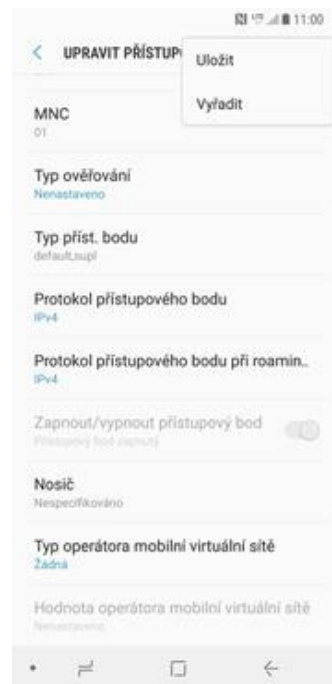 11:00
UPRAVIT PŘÍSTUP
Uložit
Vyřadit
MNC
01
Typ ověřování
Nenastaveno
Typ příst. bodu
default,supl
Protokol přístupového bodu
IPv4
Protokol přístupového bodu při roamin..
IPv4
Zapnout/vypnout přístupový bod
Přístupový bod zapnutý
Nosič
Nespecifikováno
Typ operátora mobilní virtuální sítě
Žádná
Hodnota operátora mobilní virtuální sítě
Nenastaveno